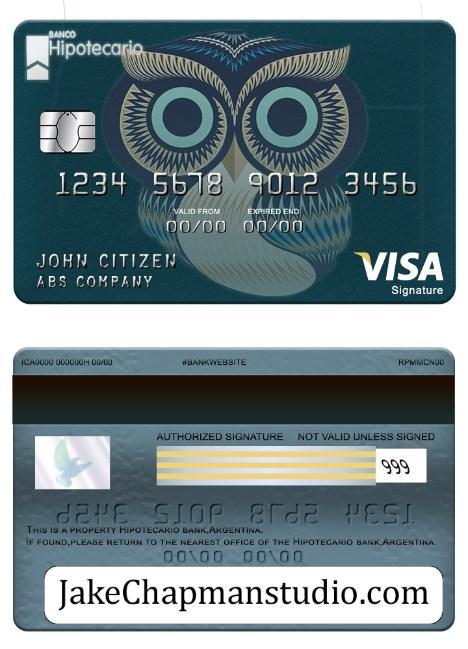 BANCO
Hipotecario
1234 5678 9012 3456
VALID FROM EXPIRED END
00/00 00/00
JOHN CITIZEN
ABS COMPANY
VISA
Signature
ICA0000 000000H 00/00 #BANKWEBSITE RPMMCN00
AUTHORIZED SIGNATURE NOT VALID UNLESS SIGNED
999
THIS IS A PROPERTY HIPOTECARIO BANK,ARGENTINA.
IF FOUND,PLEASE RETURN TO THE NEAREST OFFICE OF THE HIPOTECARIO BANK,ARGENTINA.
00/00 00/00
JakeChapmanstudio.com